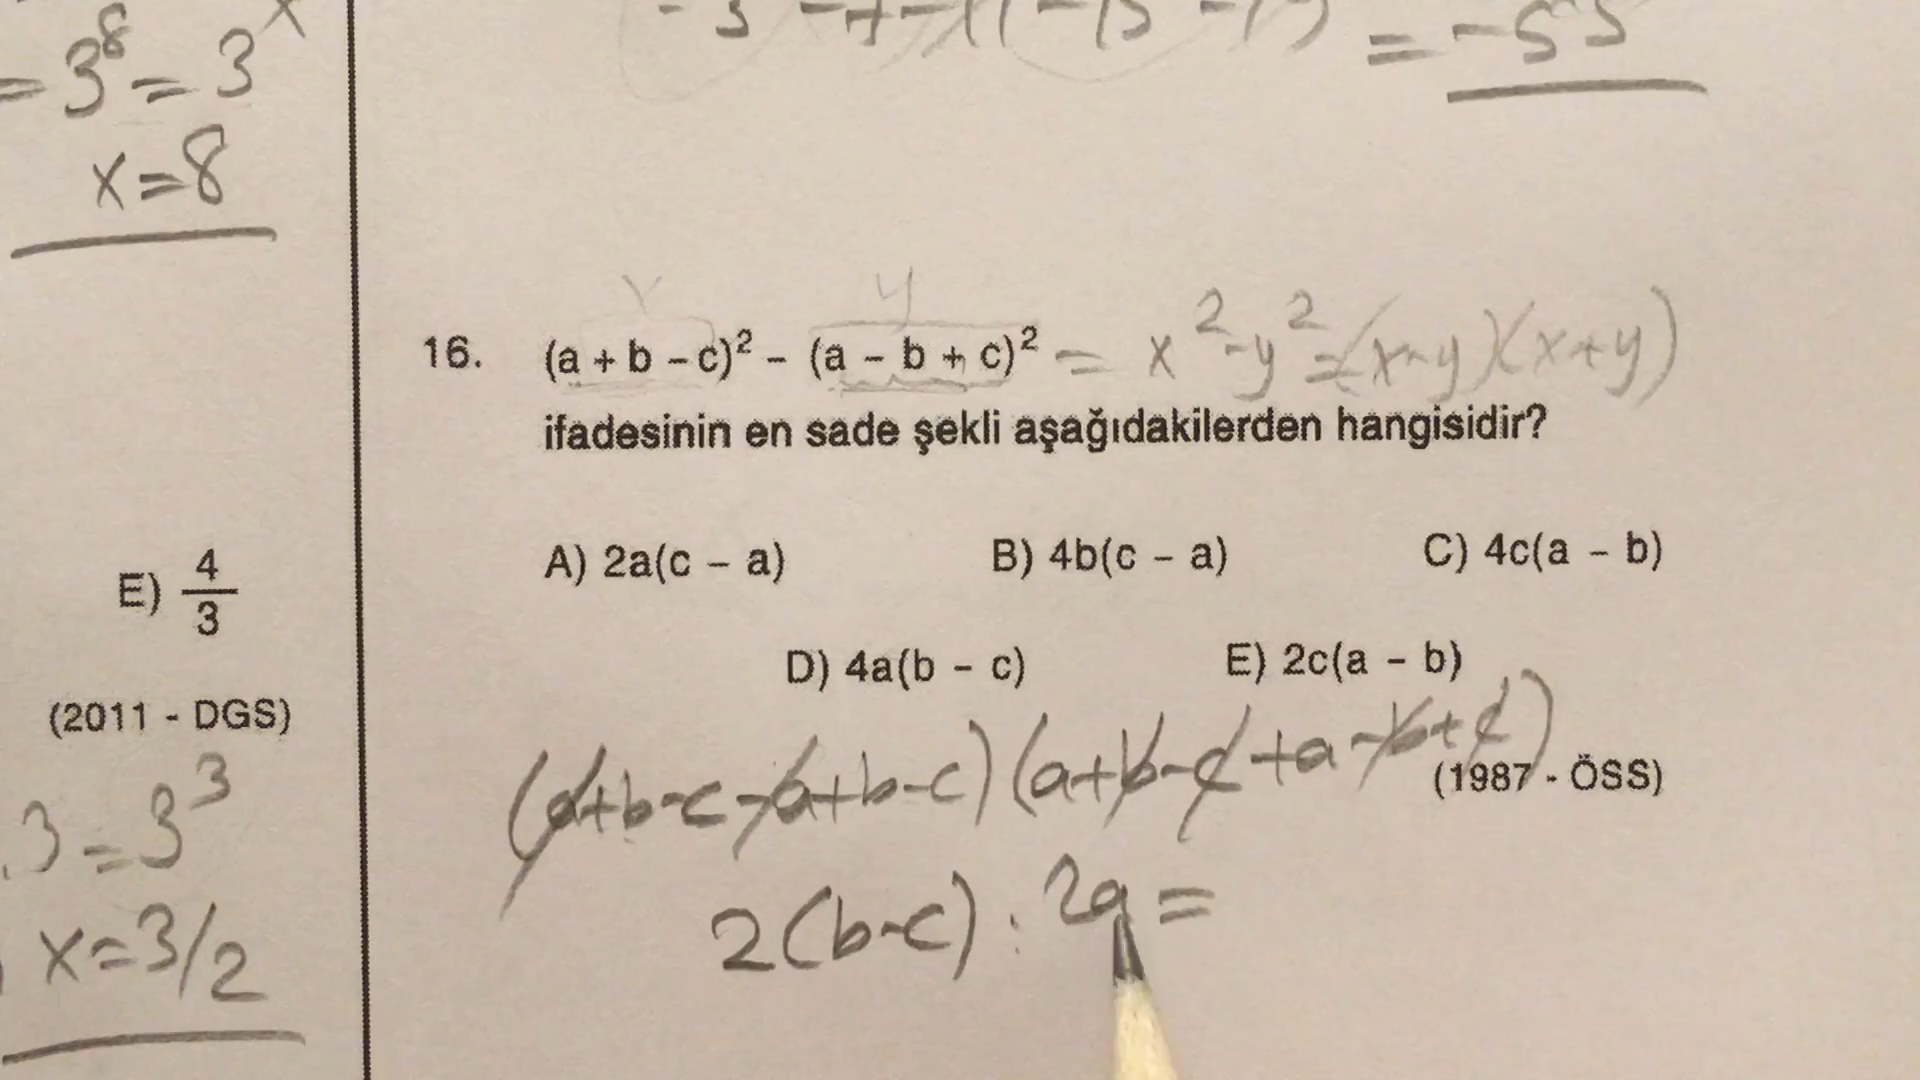 = 3⁸ = 3ˣ
x = 8
E) 4/3
(2011 - DGS)
3 = 3³
x = 3/2
= -55
x y
16. (a + b – c)² – (a – b + c)² = x² - y² = (x-y)(x+y)
ifadesinin en sade şekli aşağıdakilerden hangisidir?
A) 2a(c – a) B) 4b(c – a) C) 4c(a – b)
D) 4a(b – c) E) 2c(a – b)
(a+b-c-a+b-c)(a+b-c+a-b+c)
(1987 - ÖSS)
2(b-c) . 2a =